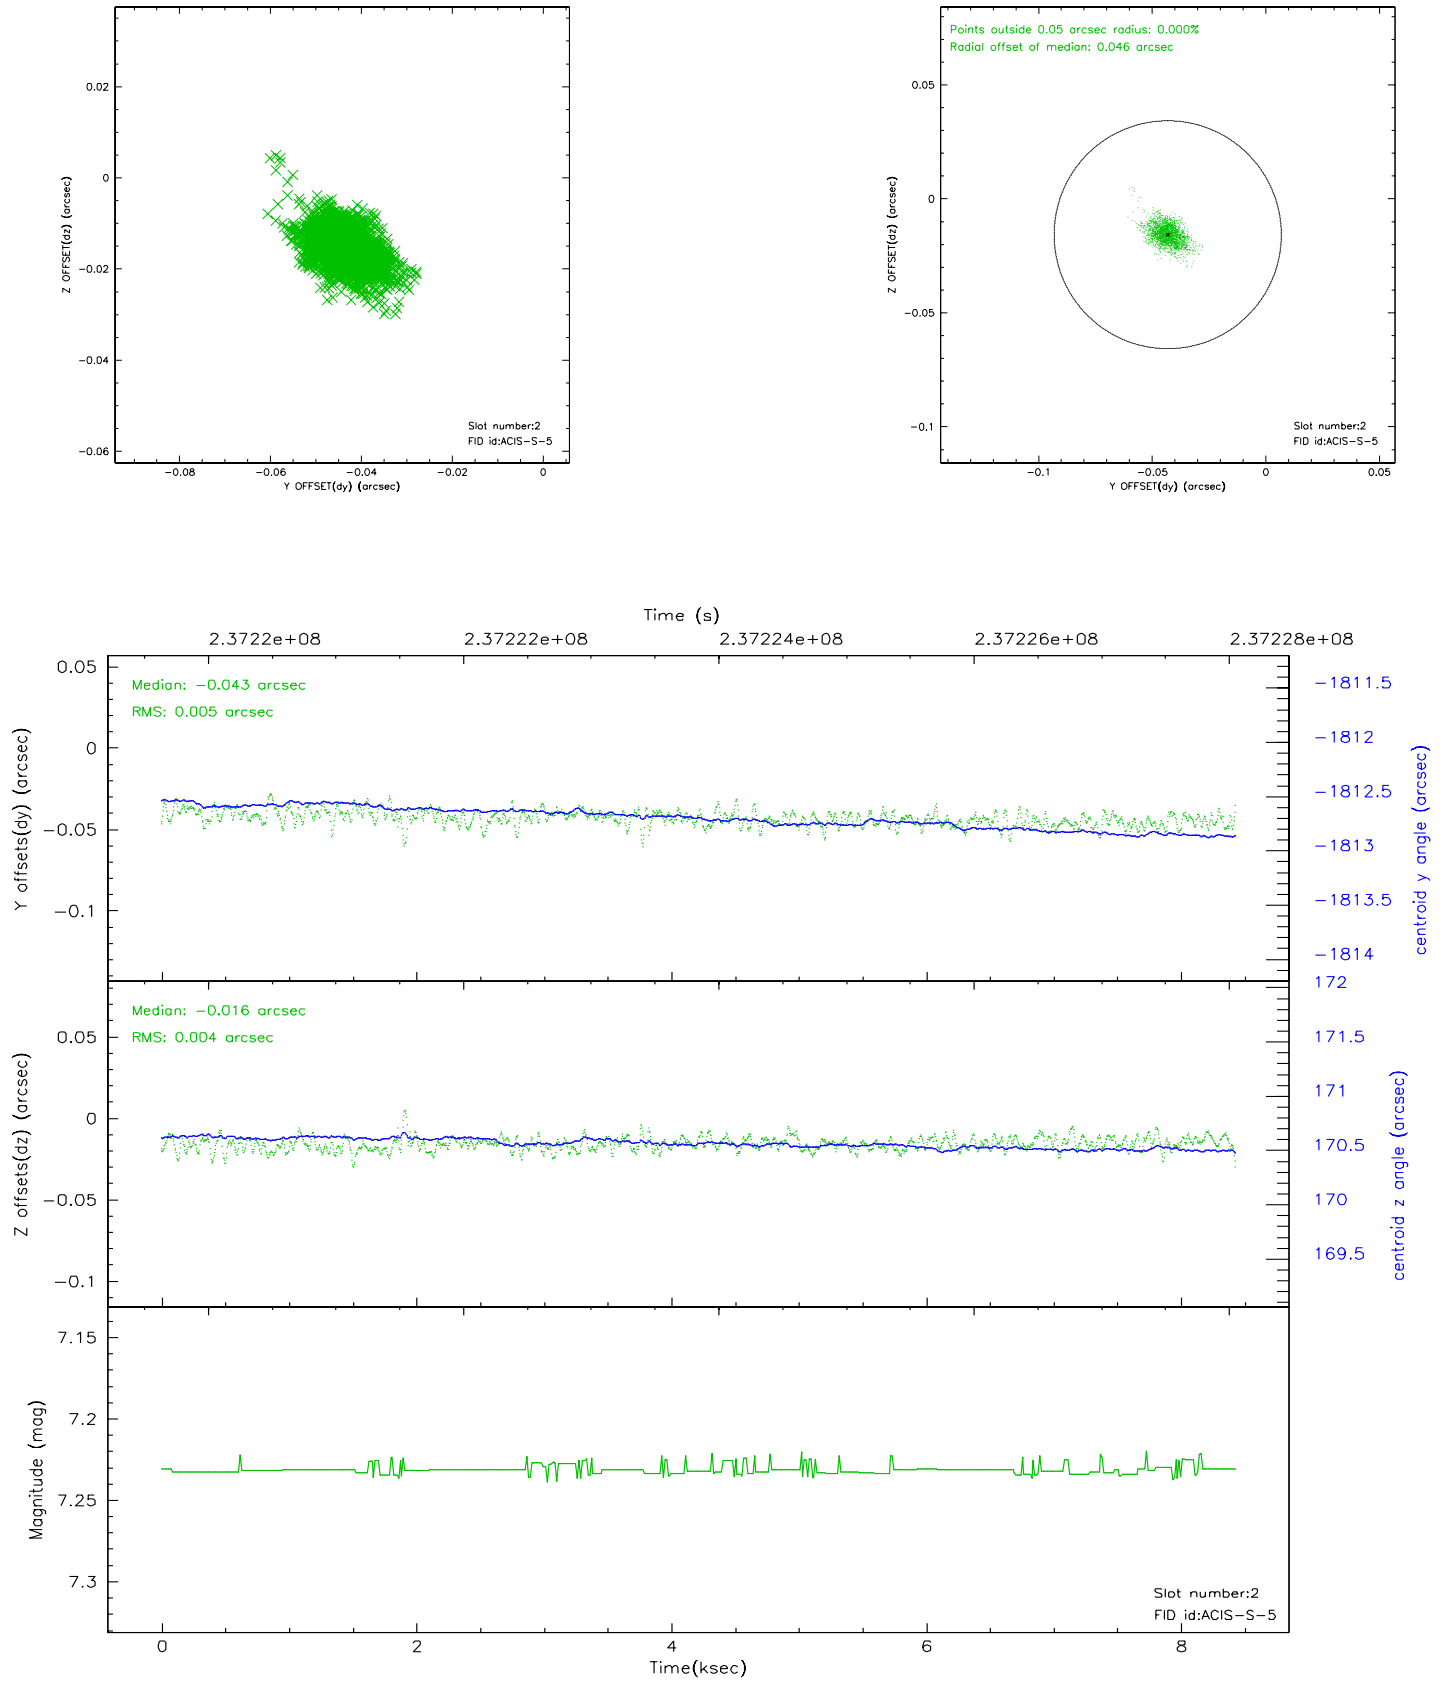 0.02
0
−0.02
−0.04
−0.06
Z OFFSET(dz) (arcsec)
Slot number:2
FID id:ACIS−S−5
−0.08
−0.06
−0.04
−0.02
0
Y OFFSET(dy) (arcsec)
Points outside 0.05 arcsec radius: 0.000%
Radial offset of median: 0.046 arcsec
0.05
0
−0.05
−0.1
Z OFFSET(dz) (arcsec)
Slot number:2
FID id:ACIS−S−5
−0.1
−0.05
0
0.05
Y OFFSET(dy) (arcsec)
Time (s)
2.3722e+08
2.37222e+08
2.37224e+08
2.37226e+08
2.37228e+08
0.05
0
−0.05
−0.1
Y offsets(dy) (arcsec)
Median: −0.043 arcsec
RMS: 0.005 arcsec
−1811.5
−1812
−1812.5
−1813
−1813.5
−1814
centroid y angle (arcsec)
0.05
0
−0.05
−0.1
Z offsets(dz) (arcsec)
Median: −0.016 arcsec
RMS: 0.004 arcsec
172
171.5
171
170.5
170
169.5
centroid z angle (arcsec)
7.15
7.2
7.25
7.3
Magnitude (mag)
Slot number:2
FID id:ACIS−S−5
0
2
4
6
8
Time(ksec)